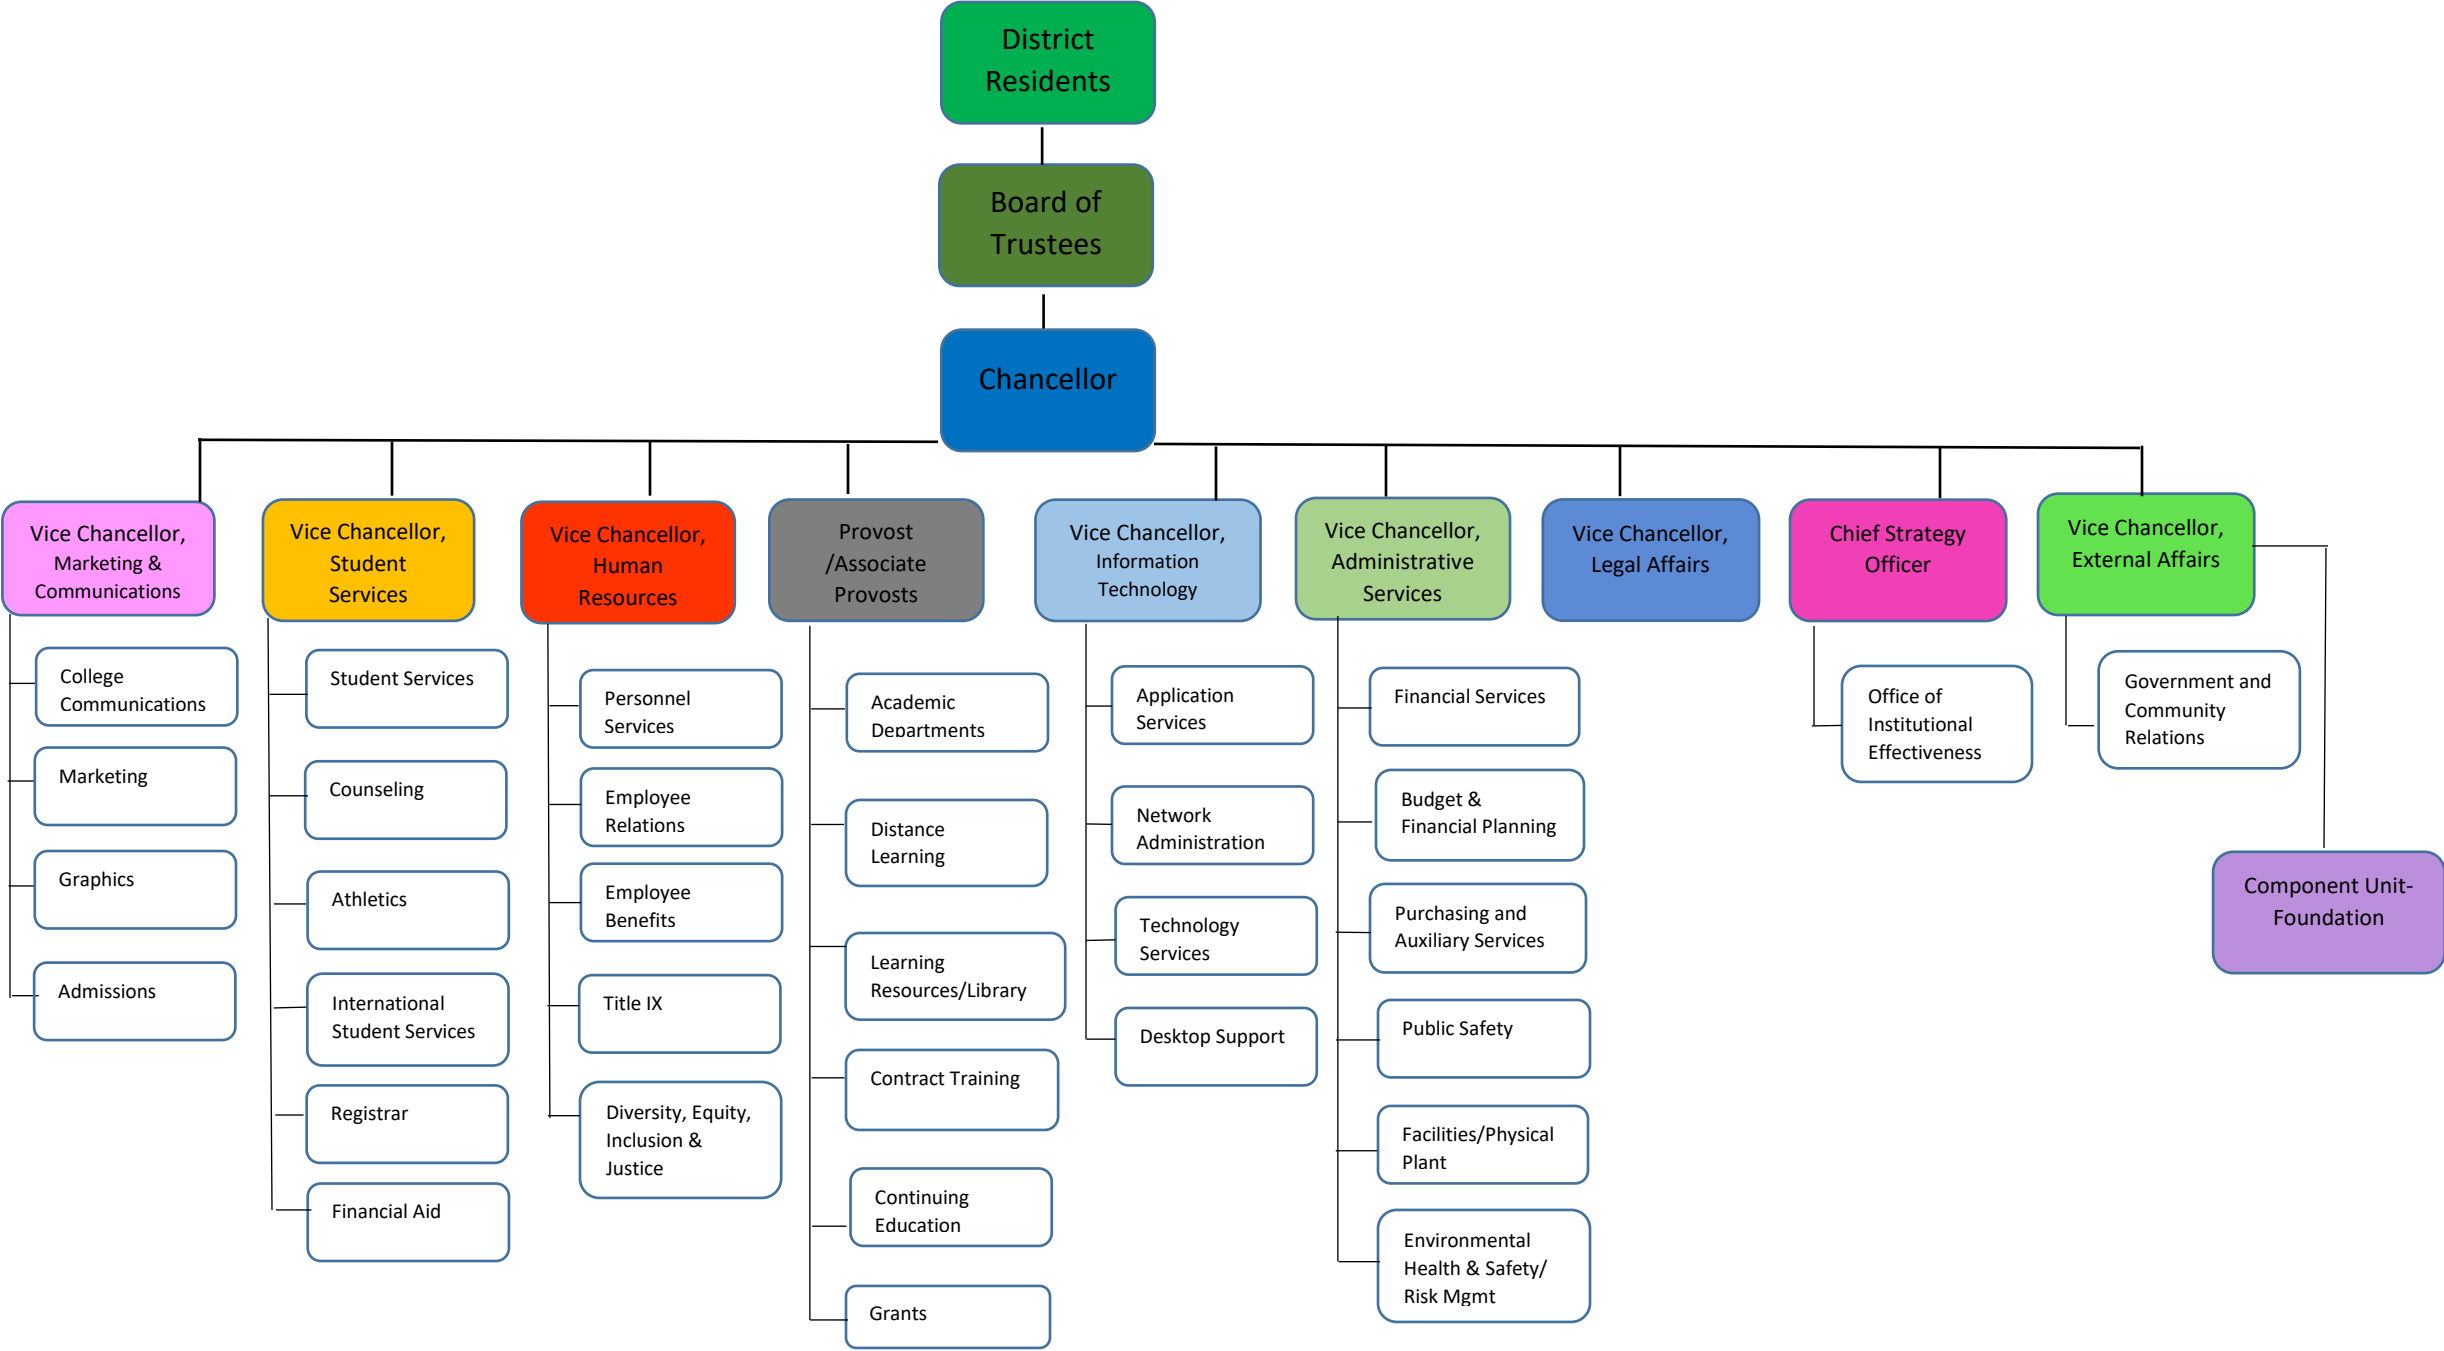 District
Residents
Board of
Trustees
Chancellor
Vice Chancellor,
Marketing &
Communications
College
Communications
Marketing
Graphics
Admissions
Vice Chancellor,
Student
Services
Student Services
Counseling
Athletics
International
Student Services
Registrar
Financial Aid
Vice Chancellor,
Human
Resources
Personnel
Services
Employee
Relations
Employee
Benefits
Title IX
Diversity, Equity,
Inclusion &
Justice
Provost
/Associate
Provosts
Academic
Departments
Distance
Learning
Learning
Resources/Library
Contract Training
Continuing
Education
Grants
Vice Chancellor,
Information
Technology
Application
Services
Network
Administration
Technology
Services
Desktop Support
Vice Chancellor,
Administrative
Services
Financial Services
Budget &
Financial Planning
Purchasing and
Auxiliary Services
Public Safety
Facilities/Physical
Plant
Environmental
Health & Safety/
Risk Mgmt
Vice Chancellor,
Legal Affairs
Chief Strategy
Officer
Office of
Institutional
Effectiveness
Vice Chancellor,
External Affairs
Government and
Community
Relations
Component Unit-
Foundation